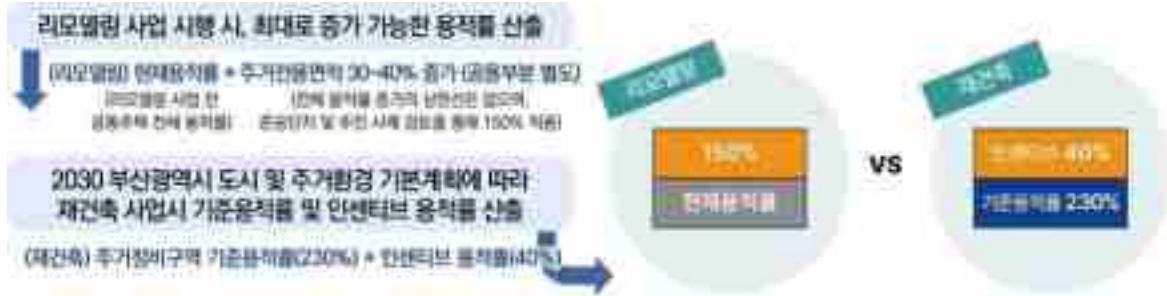 리모델링 사업 시행 시, 최대로 증가 가능한 용적률 산출
(리모델링) 현재용적률 + 주거전용면적 30~40% 증가 (공용부분 별도)
(리모델링 사업 전
공동주택 전체 용적률)
(전체 용적률 증가의 상한선은 없으며,
준공단지 및 추진 사례 검토를 통해 150% 적용)
2030 부산광역시 도시 및 주거환경 기본계획에 따라
재건축 사업시 기준용적률 및 인센티브 용적률 산출
(재건축) 주거정비구역 기준용적률(230%) + 인센티브 용적률(40%)
리모델링
150%
현재용적률
VS
재건축
인센티브 40%
기준용적률 230%